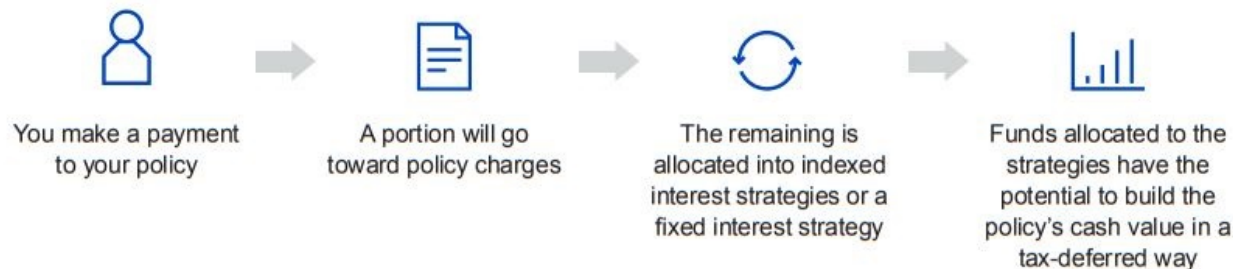 You make a payment
to your policy
A portion will go
toward policy charges
The remaining is
allocated into indexed
interest strategies or a
fixed interest strategy
Funds allocated to the
strategies have the
potential to build the
policy's cash value in a
tax-deferred way